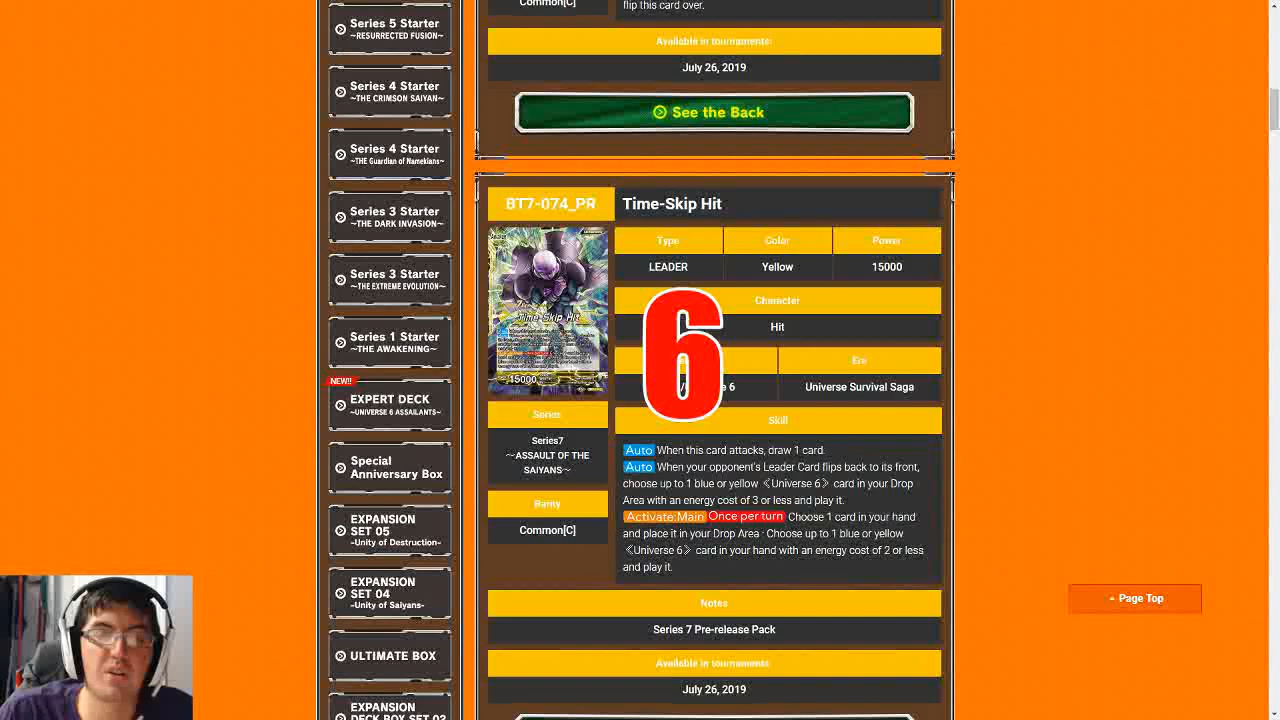 Series 5 Starter
~RESURRECTED FUSION~
Series 4 Starter
~THE CRIMSON SAIYAN~
Series 4 Starter
~THE Guardian of Namekians~
Series 3 Starter
~THE DARK INVASION~
Series 3 Starter
~THE EXTREME EVOLUTION~
Series 1 Starter
~THE AWAKENING~
NEW!!
EXPERT DECK
~UNIVERSE 6 ASSAILANTS~
Special
Anniversary Box
EXPANSION
SET 05
-Unity of Destruction-
EXPANSION
SET 04
-Unity of Saiyans-
ULTIMATE BOX
EXPANSION
DECK BOX SET 02
Common[C]
flip this card over.
Available in tournaments:
July 26, 2019
See the Back
BT7-074_PR
Time-Skip Hit
Type
Color
Power
LEADER
Yellow
15000
Character
Hit
6
Era
6
Universe Survival Saga
Skill
Auto When this card attacks, draw 1 card.
Auto When your opponent's Leader Card flips back to its front,
choose up to 1 blue or yellow 《Universe 6》 card in your Drop
Area with an energy cost of 3 or less and play it.
Activate:Main Once per turn Choose 1 card in your hand
and place it in your Drop Area : Choose up to 1 blue or yellow
《Universe 6》 card in your hand with an energy cost of 2 or less
and play it.
Time-Skip Hit
15000
Series
Series7
～ASSAULT OF THE
SAIYANS～
Rarity
Common[C]
Notes
Series 7 Pre-release Pack
Available in tournaments:
July 26, 2019
Page Top